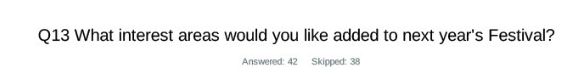 Q13 What interest areas would you like added to next year's Festival?
Answered: 42 Skipped: 38